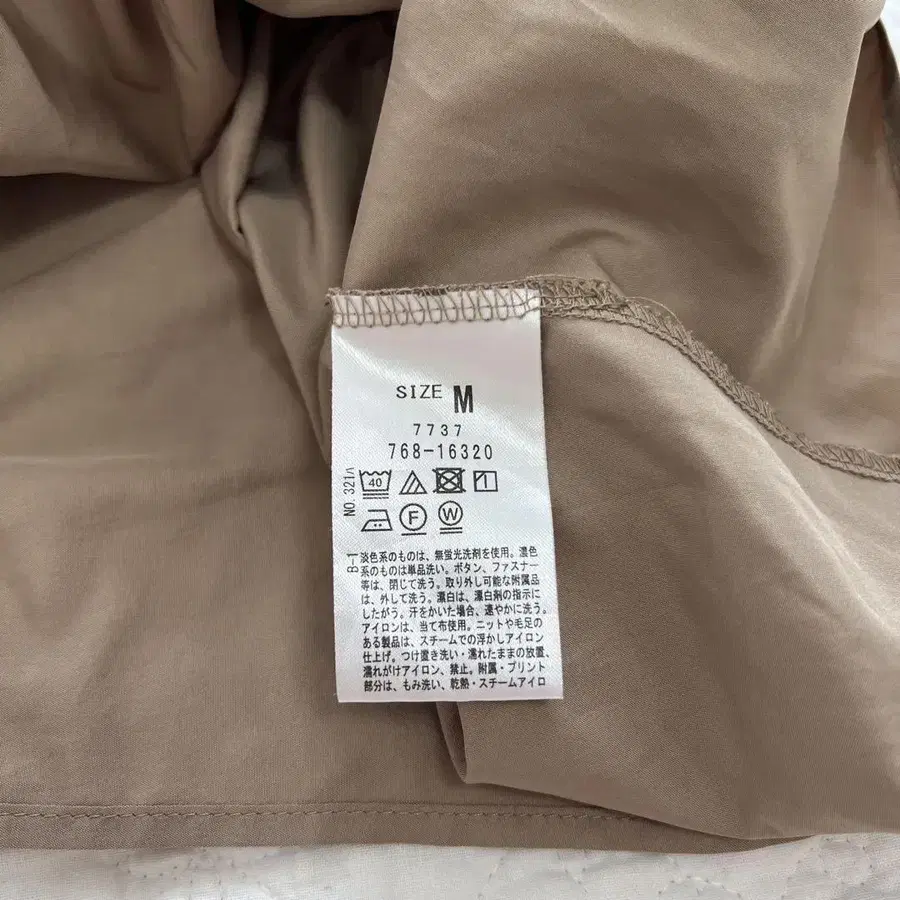 SIZE M
7737
768-16320
NO.321ハ
40
F
W
B-1
淡色系のものは、無蛍光洗剤を使用。濃色
系のものは単品洗い。ボタン、ファスナー
等は、閉じて洗う。取り外し可能な附属品
は、外して洗う。漂白は、漂白剤の指示に
したがう。汗をかいた場合、速やかに洗う。
アイロンは、当て布使用。ニットや毛足の
ある製品は、スチームでの浮かしアイロン
仕上げ。つけ置き洗い・濡れたままの放置、
濡れがけアイロン、禁止。附属・プリント
部分は、もみ洗い、乾熱・スチームアイロ